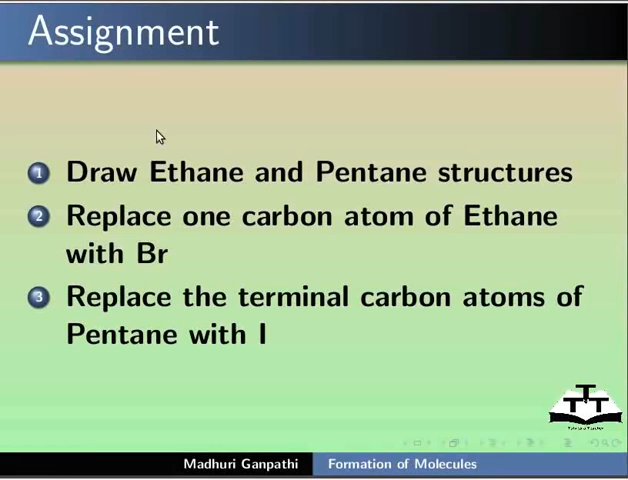 Assignment
1 Draw Ethane and Pentane structures
2 Replace one carbon atom of Ethane
with Br
3 Replace the terminal carbon atoms of
Pentane with I
T
TT
Madhuri Ganpathi Formation of Molecules